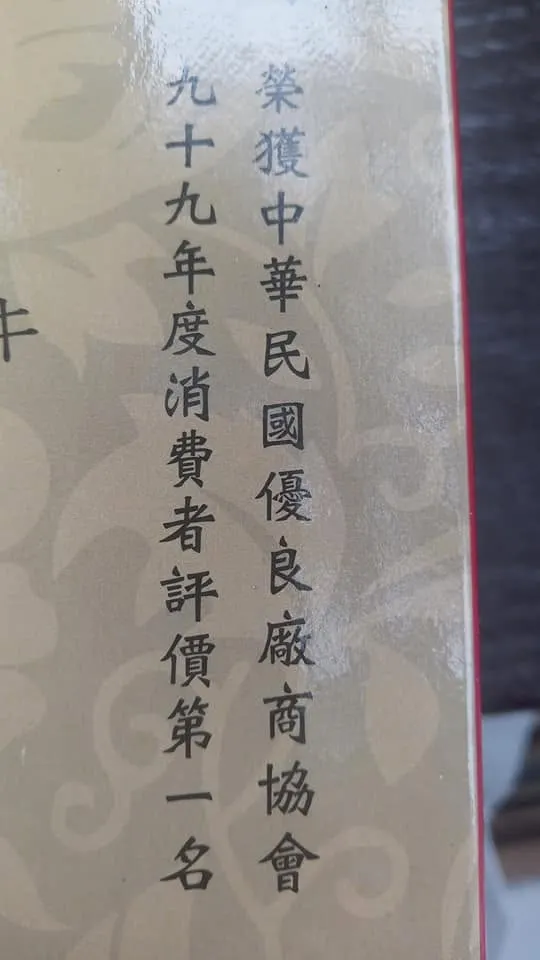 榮獲中華民國優良廠商協會
九十九年度消費者評價第一名